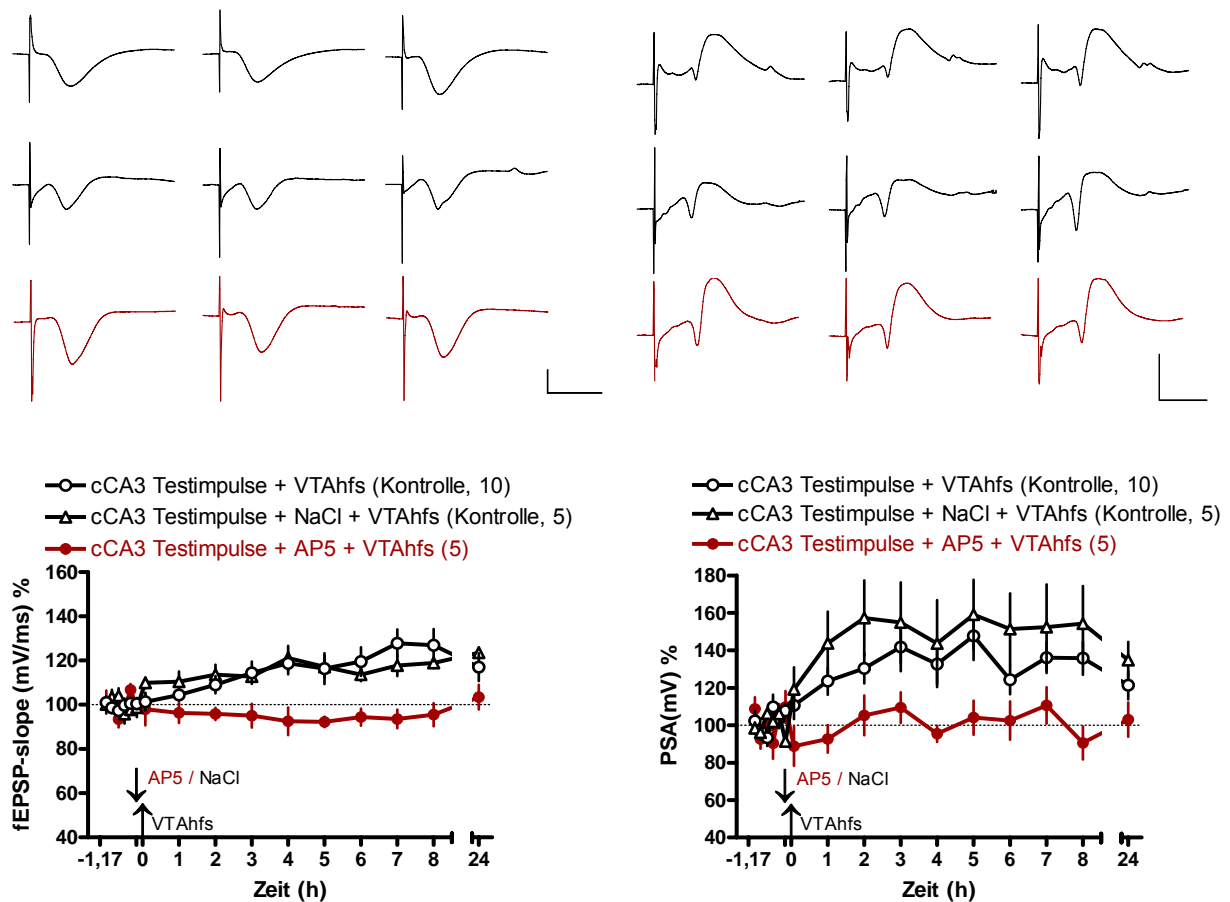 cCA3 Testimpulse + VTAhfs (Kontrolle, 10)
cCA3 Testimpulse + NaCl + VTAhfs (Kontrolle, 5)
cCA3 Testimpulse + AP5 + VTAhfs (5)
fEPSP-slope (mV/ms) %
160
140
120
100
80
60
40
AP5 / NaCl
VTAhfs
-1,17 0 1 2 3 4 5 6 7 8 24
Zeit (h)
cCA3 Testimpulse + VTAhfs (Kontrolle, 10)
cCA3 Testimpulse + NaCl + VTAhfs (Kontrolle, 5)
cCA3 Testimpulse + AP5 + VTAhfs (5)
PSA(mV) %
180
160
140
120
100
80
60
40
AP5 / NaCl
VTAhfs
-1,17 0 1 2 3 4 5 6 7 8 24
Zeit (h)